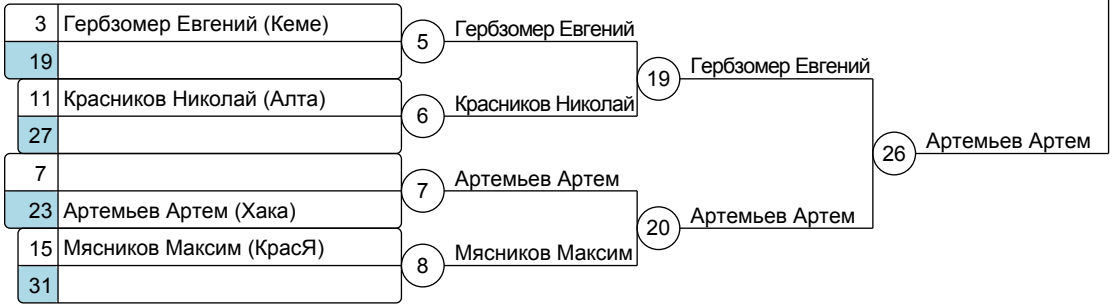 3 Гербзомер Евгений (Кеме)
19
11 Красников Николай (Алта)
27
7
23 Артемьев Артем (Хака)
15 Мясников Максим (КрасЯ)
31
5 Гербзомер Евгений
6 Красников Николай
7 Артемьев Артем
8 Мясников Максим
19 Гербзомер Евгений
20 Артемьев Артем
26 Артемьев Артем